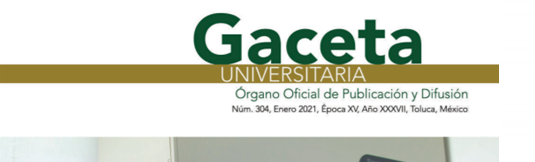 Gaceta
UNIVERSITARIA
Órgano Oficial de Publicación y Difusión
Núm. 304, Enero 2021, Época XV, Año XXXVII, Toluca, México